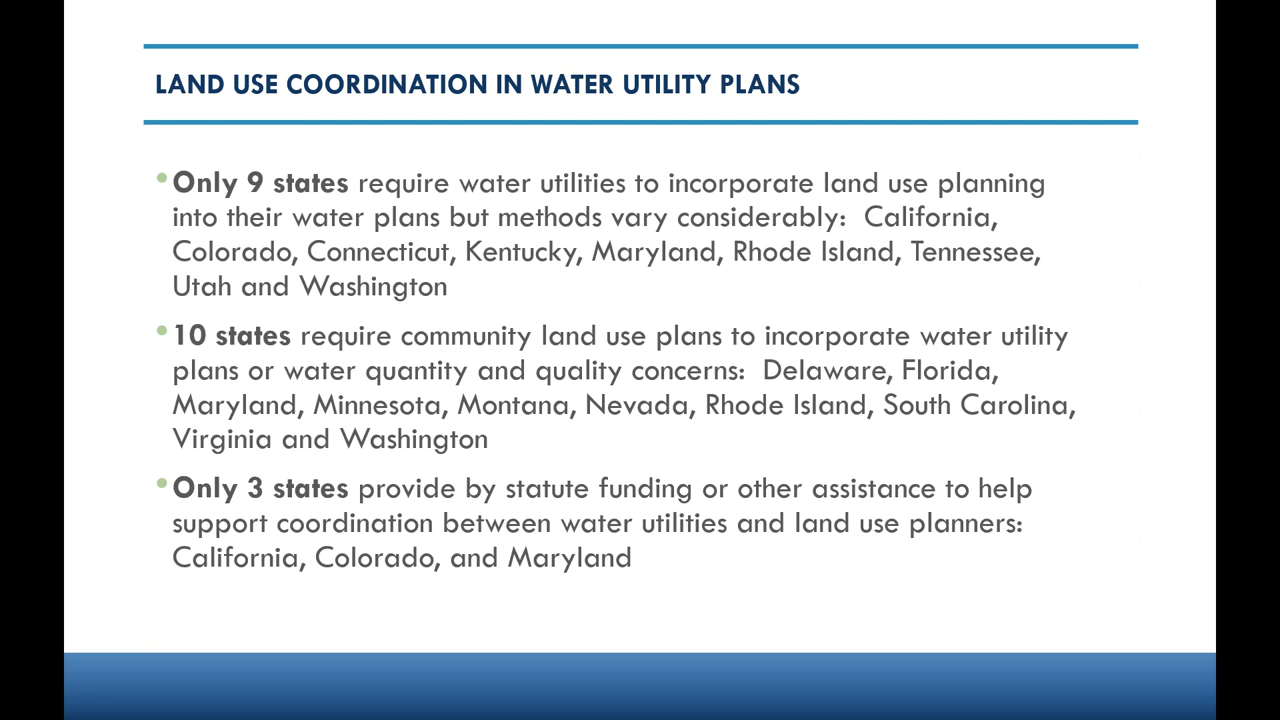 LAND USE COORDINATION IN WATER UTILITY PLANS
•Only 9 states require water utilities to incorporate land use planning
into their water plans but methods vary considerably:  California,
Colorado, Connecticut, Kentucky, Maryland, Rhode Island, Tennessee,
Utah and Washington
•10 states require community land use plans to incorporate water utility
plans or water quantity and quality concerns:  Delaware, Florida,
Maryland, Minnesota, Montana, Nevada, Rhode Island, South Carolina,
Virginia and Washington
•Only 3 states provide by statute funding or other assistance to help
support coordination between water utilities and land use planners:
California, Colorado, and Maryland